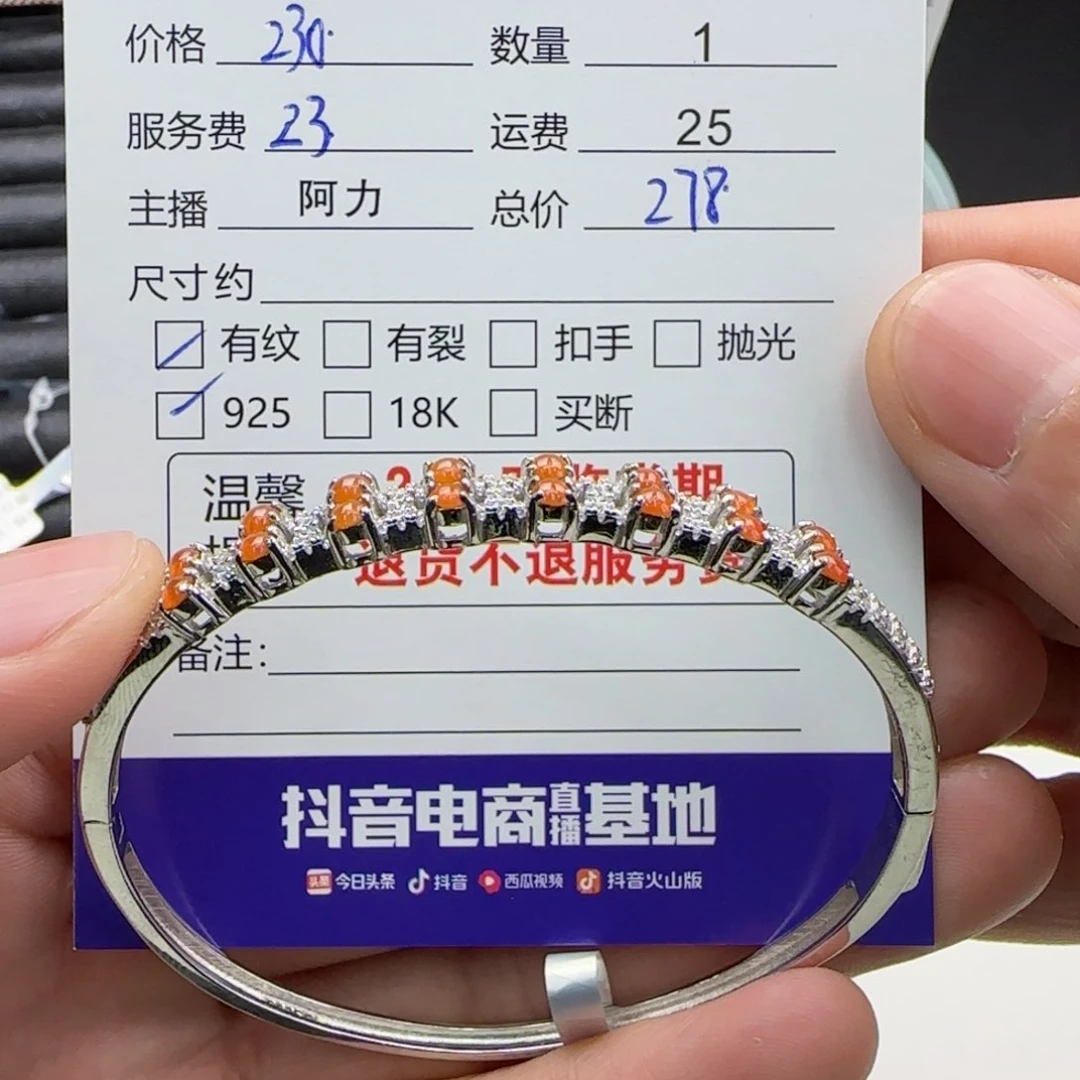 价格 230 数量 1
服务费 23 运费 25
主播 阿力 总价 278
尺寸约
有纹 有裂 扣手 抛光
925 18K 买断
温馨
退货不退服务费
备注:
抖音电商直播基地
头条 今日头条 抖音 西瓜视频 抖音火山版